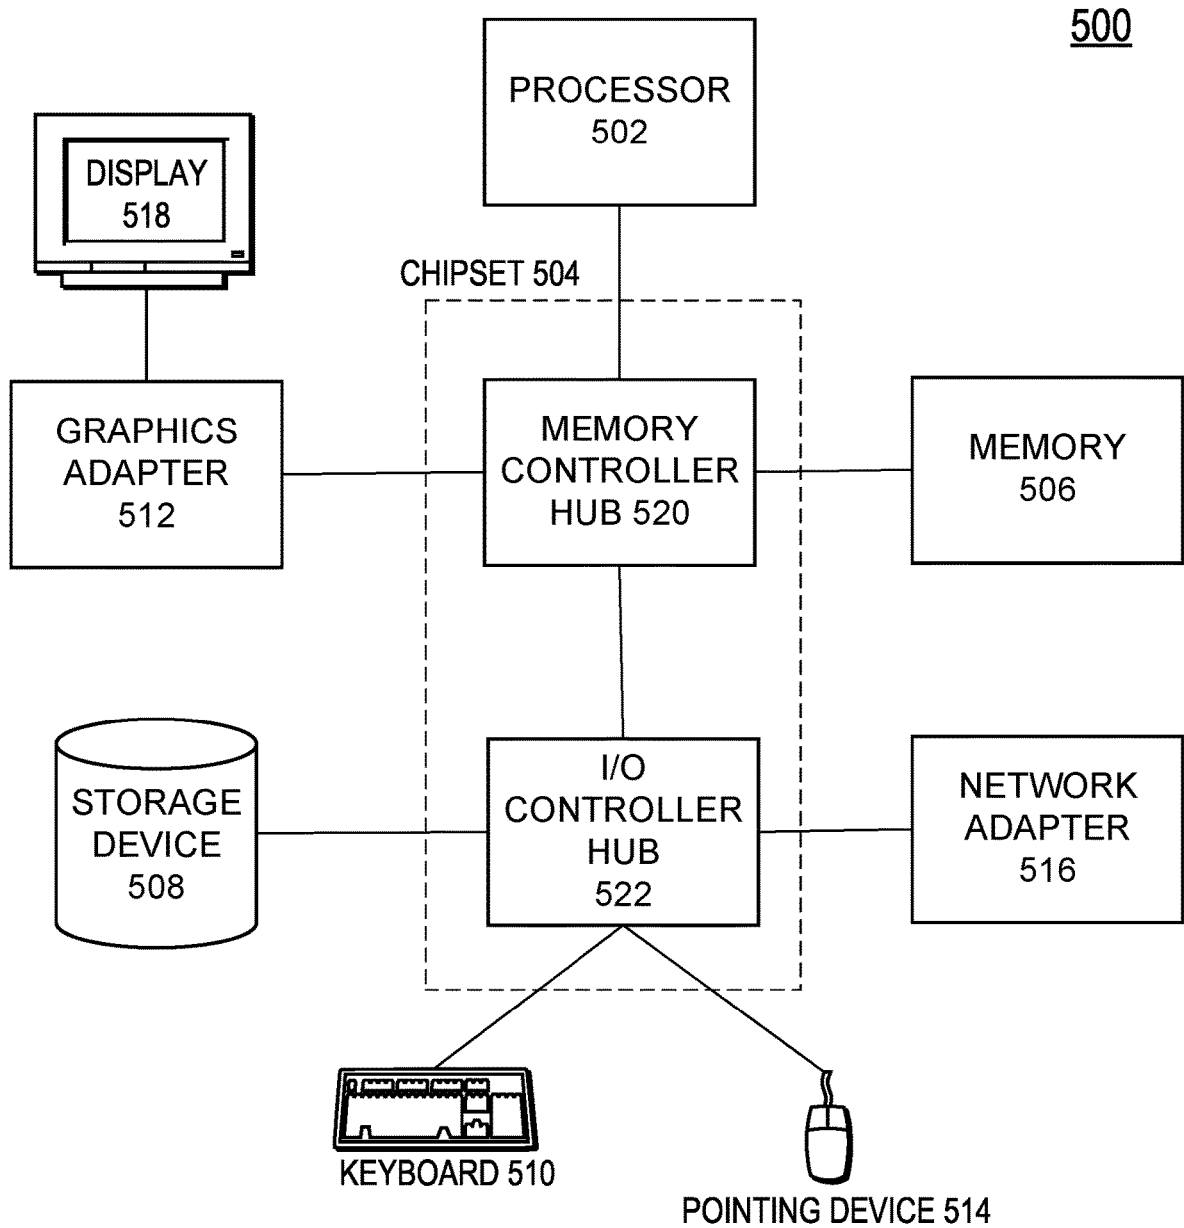 500
PROCESSOR
502
DISPLAY
518
CHIPSET 504
GRAPHICS
ADAPTER
512
MEMORY
CONTROLLER
HUB 520
MEMORY
506
STORAGE
DEVICE
508
I/O
CONTROLLER
HUB
522
NETWORK
ADAPTER
516
KEYBOARD 510
POINTING DEVICE 514